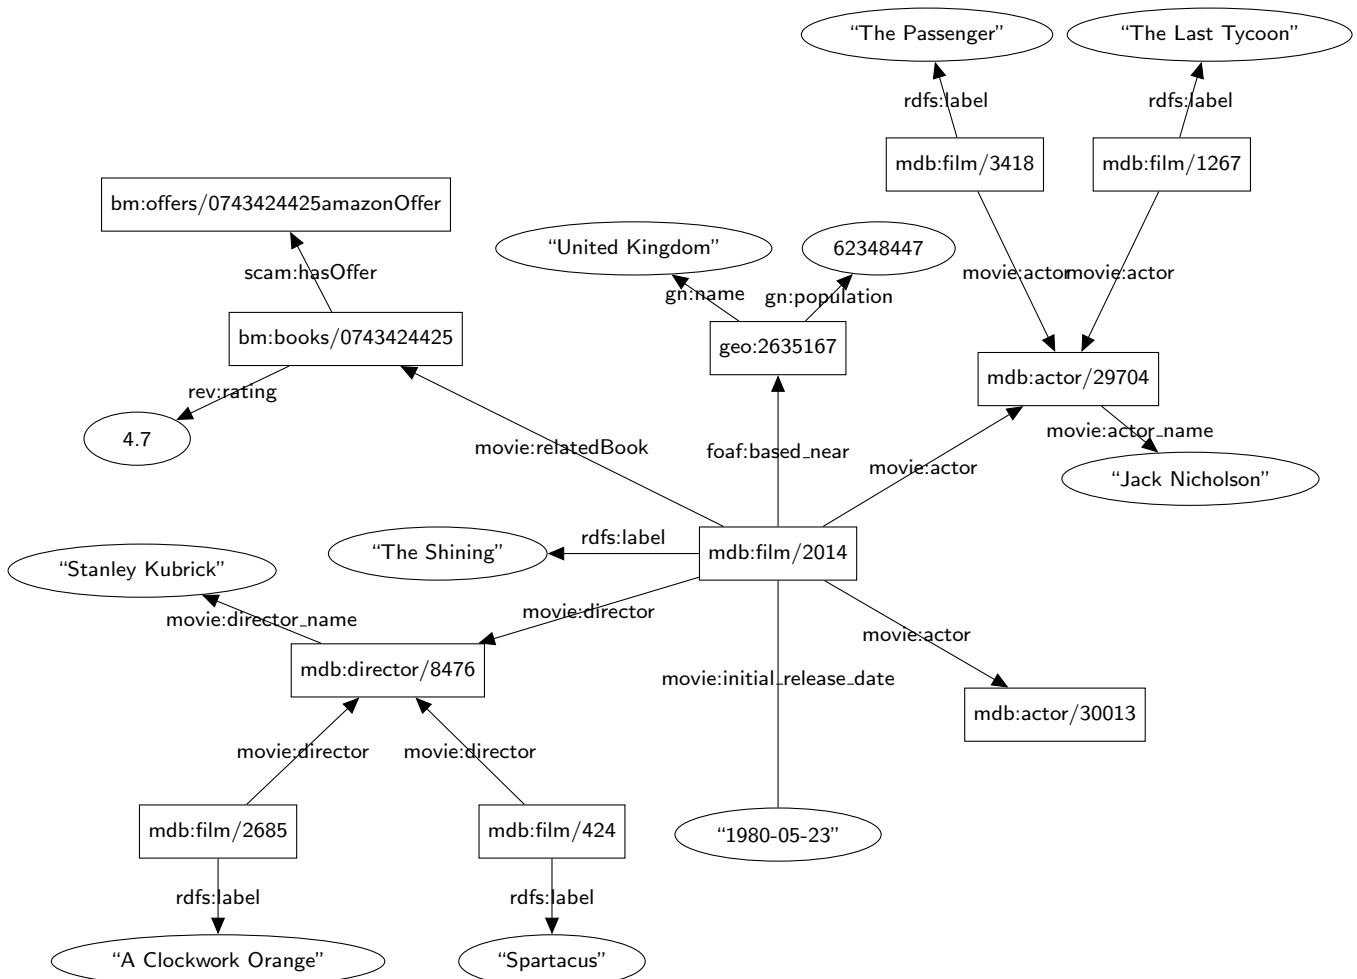 “The Passenger”
“The Last Tycoon”
rdfs:label
rdfs:label
mdb:film/3418
mdb:film/1267
bm:offers/0743424425amazonOffer
“United Kingdom”
62348447
scam:hasOffer
movie:actor
movie:actor
gn:name
gn:population
bm:books/0743424425
geo:2635167
mdb:actor/29704
rev:rating
movie:actor_name
4.7
movie:relatedBook
foaf:based_near
movie:actor
“Jack Nicholson”
rdfs:label
“The Shining”
mdb:film/2014
“Stanley Kubrick”
movie:director_name
movie:director
movie:actor
mdb:director/8476
movie:initial_release_date
mdb:actor/30013
movie:director
movie:director
mdb:film/2685
mdb:film/424
“1980-05-23”
rdfs:label
rdfs:label
“A Clockwork Orange”
“Spartacus”